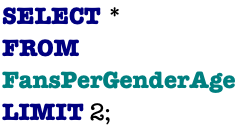 SELECT *
FROM
FansPerGenderAge
LIMIT 2;